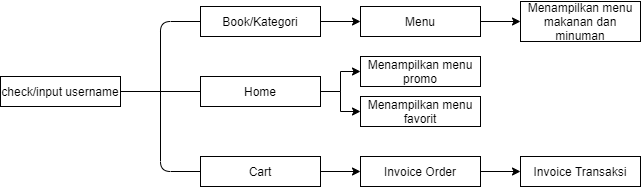 Book/Kategori
Menu
Menampilkan menu
makanan dan
minuman
check/input username
Home
Menampilkan menu
promo
Menampilkan menu
favorit
Cart
Invoice Order
Invoice Transaksi